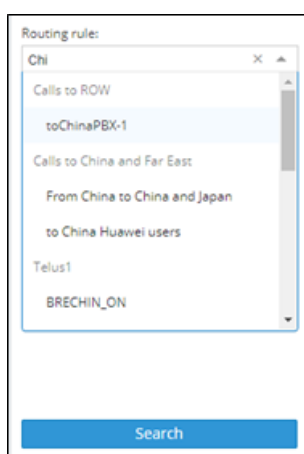 Routing rule:
Chi
Calls to ROW
toChinaPBX-1
Calls to China and Far East
From China to China and Japan
to China Huawei users
Telus1
BRECHIN_ON
Search